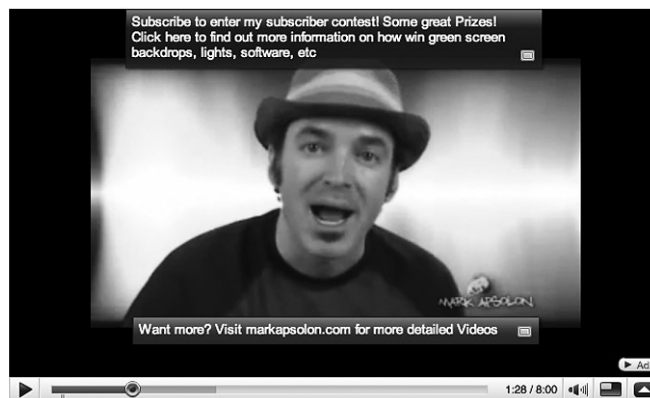 Subscribe to enter my subscriber contest! Some great Prizes!
Click here to find out more information on how win green screen
backdrops, lights, software, etc
MARK APSOLON
Want more? Visit markapsolon.com for more detailed Videos
Ad
1:28 / 8:00